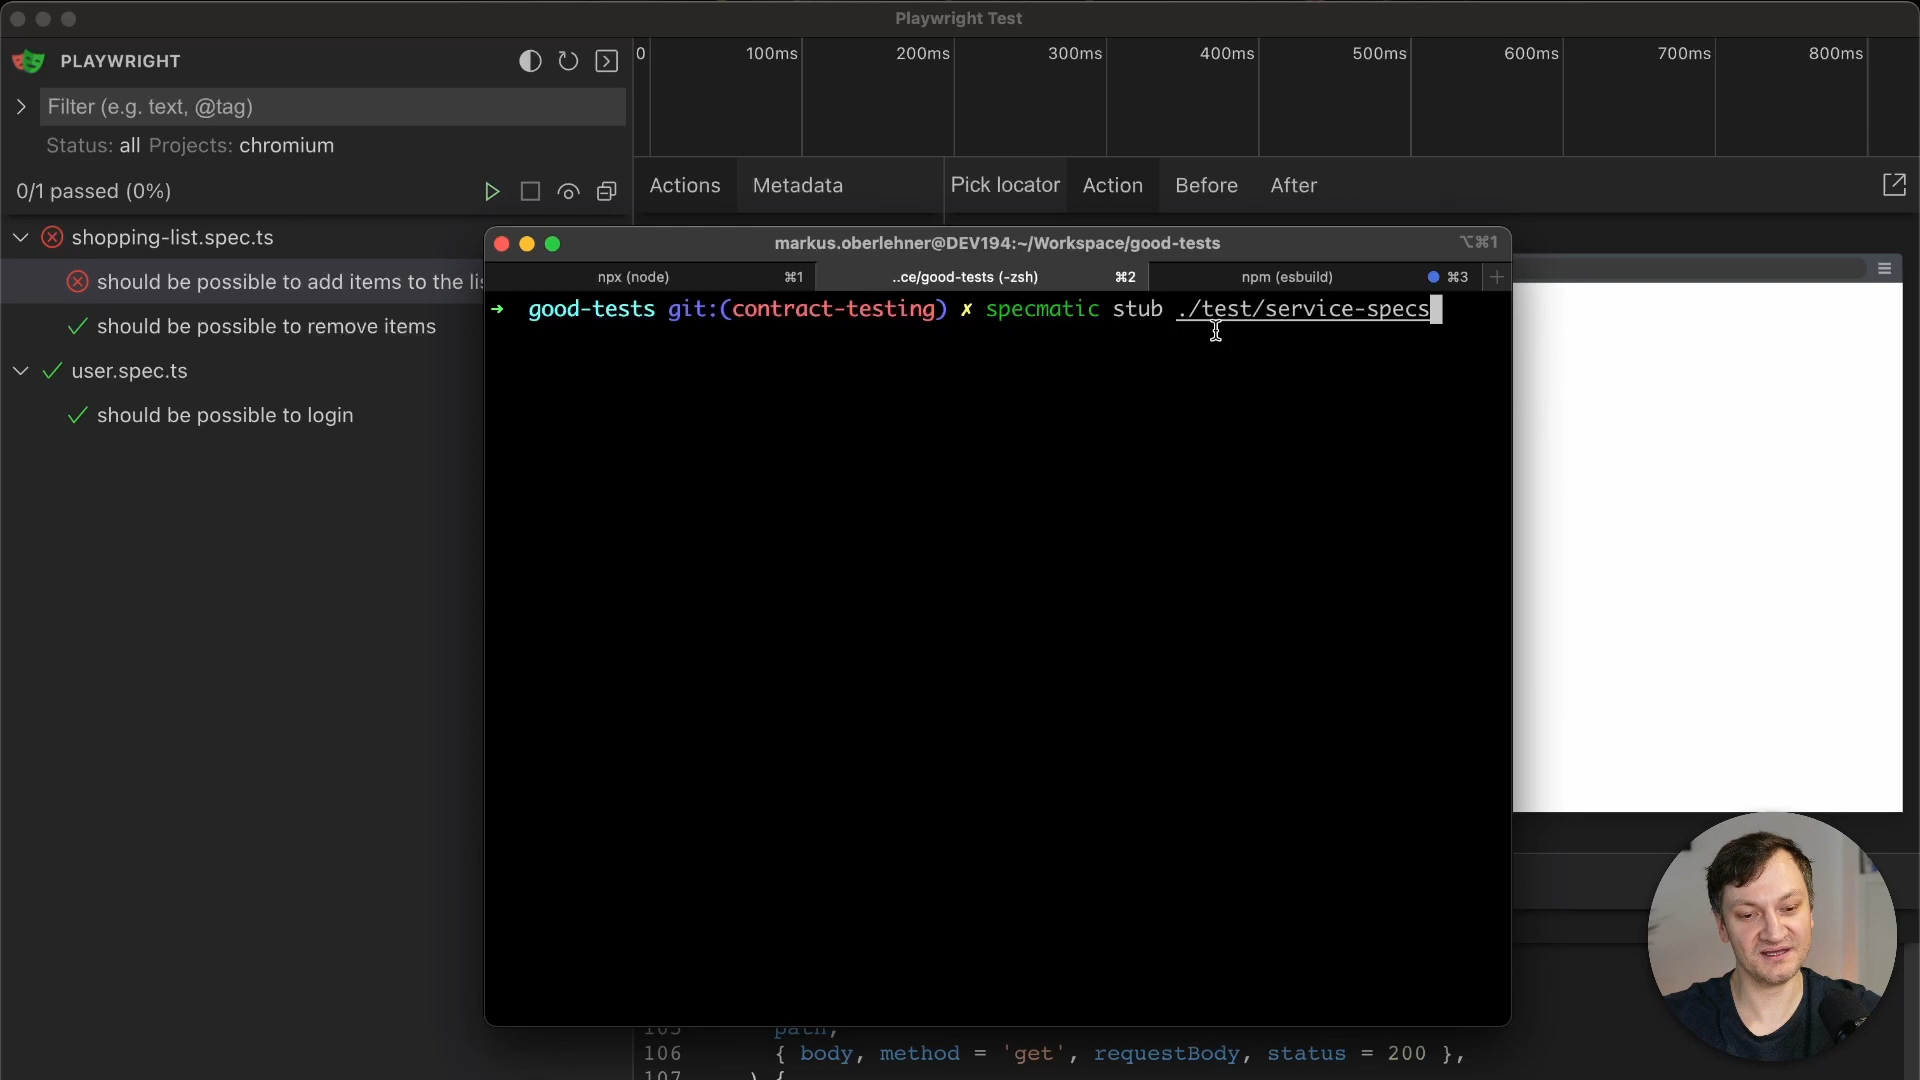 Playwright Test
PLAYWRIGHT
Filter (e.g. text, @tag)
Status: all Projects: chromium
0/1 passed (0%)
shopping-list.spec.ts
should be possible to add items to the lis
should be possible to remove items
user.spec.ts
should be possible to login
0 100ms 200ms 300ms 400ms 500ms 600ms 700ms 800ms
Actions Metadata Pick locator Action Before After
markus.oberlehner@DEV194:~/Workspace/good-tests ⌥⌘1
npx (node) ⌘1 ..ce/good-tests (-zsh) ⌘2 npm (esbuild) ⌘3
➜ good-tests git:(contract-testing) ✗ specmatic stub ./test/service-specs
105 path,
106 { body, method = 'get', requestBody, status = 200 },
107 ) {